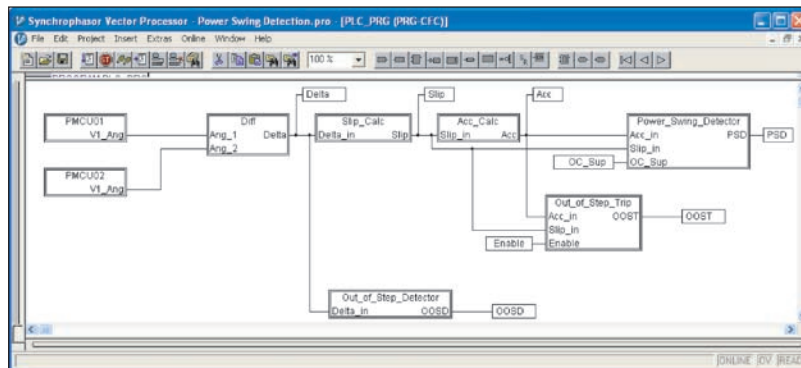 Synchrophasor Vector Processor - Power Swing Detection.pro - [PLC_PRG (PRG-CFC)]
File Edit Project Insert Extras Online Window Help
100 %
Delta
Slip
Acc
PMCU01
V1_Ang
Diff
Ang_1 Delta
Ang_2
Slip_Calc
Delta_in Slip
Acc_Calc
Slip_in Acc
Power_Swing_Detector
Acc_in PSD
Slip_in
OC_Sup
PSD
OC_Sup
PMCU02
V1_Ang
Out_of_Step_Trip
Acc_in OOST
Slip_in
Enable
OOST
Enable
Out_of_Step_Detector
Delta_in OOSD
OOSD
ONLINE OV READ